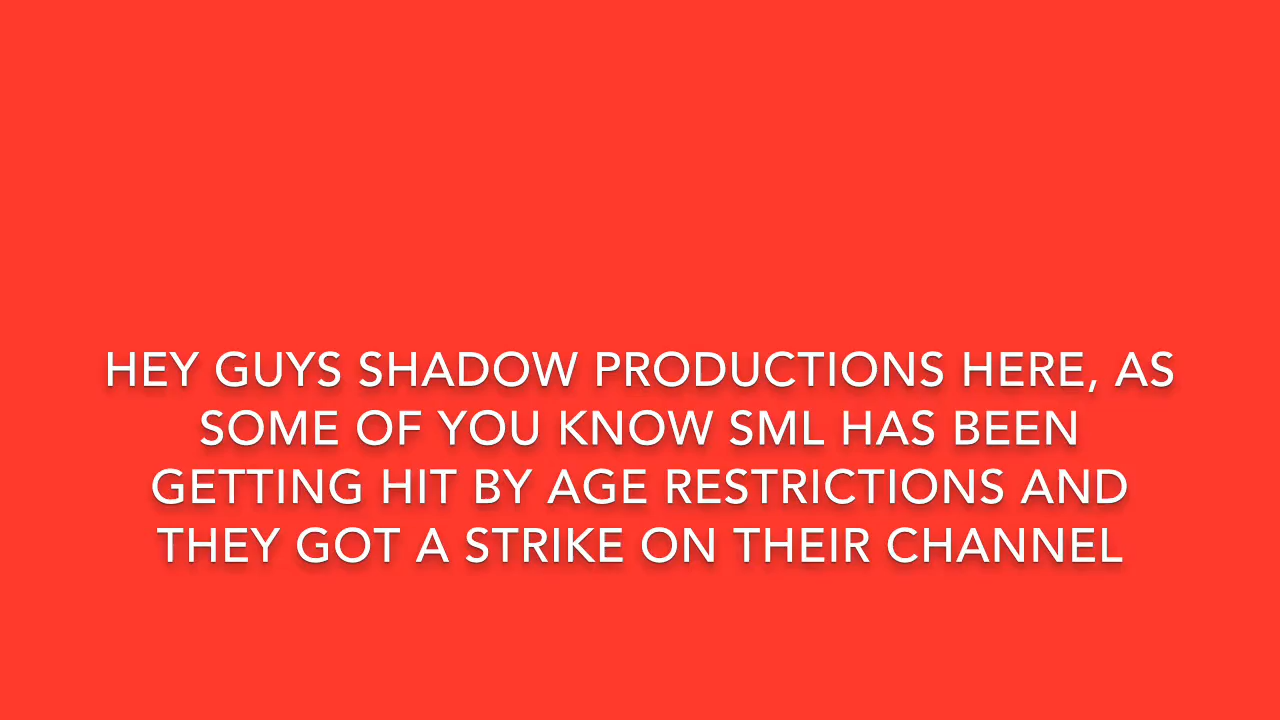 HEY GUYS SHADOW PRODUCTIONS HERE, AS
SOME OF YOU KNOW SML HAS BEEN
GETTING HIT BY AGE RESTRICTIONS AND
THEY GOT A STRIKE ON THEIR CHANNEL